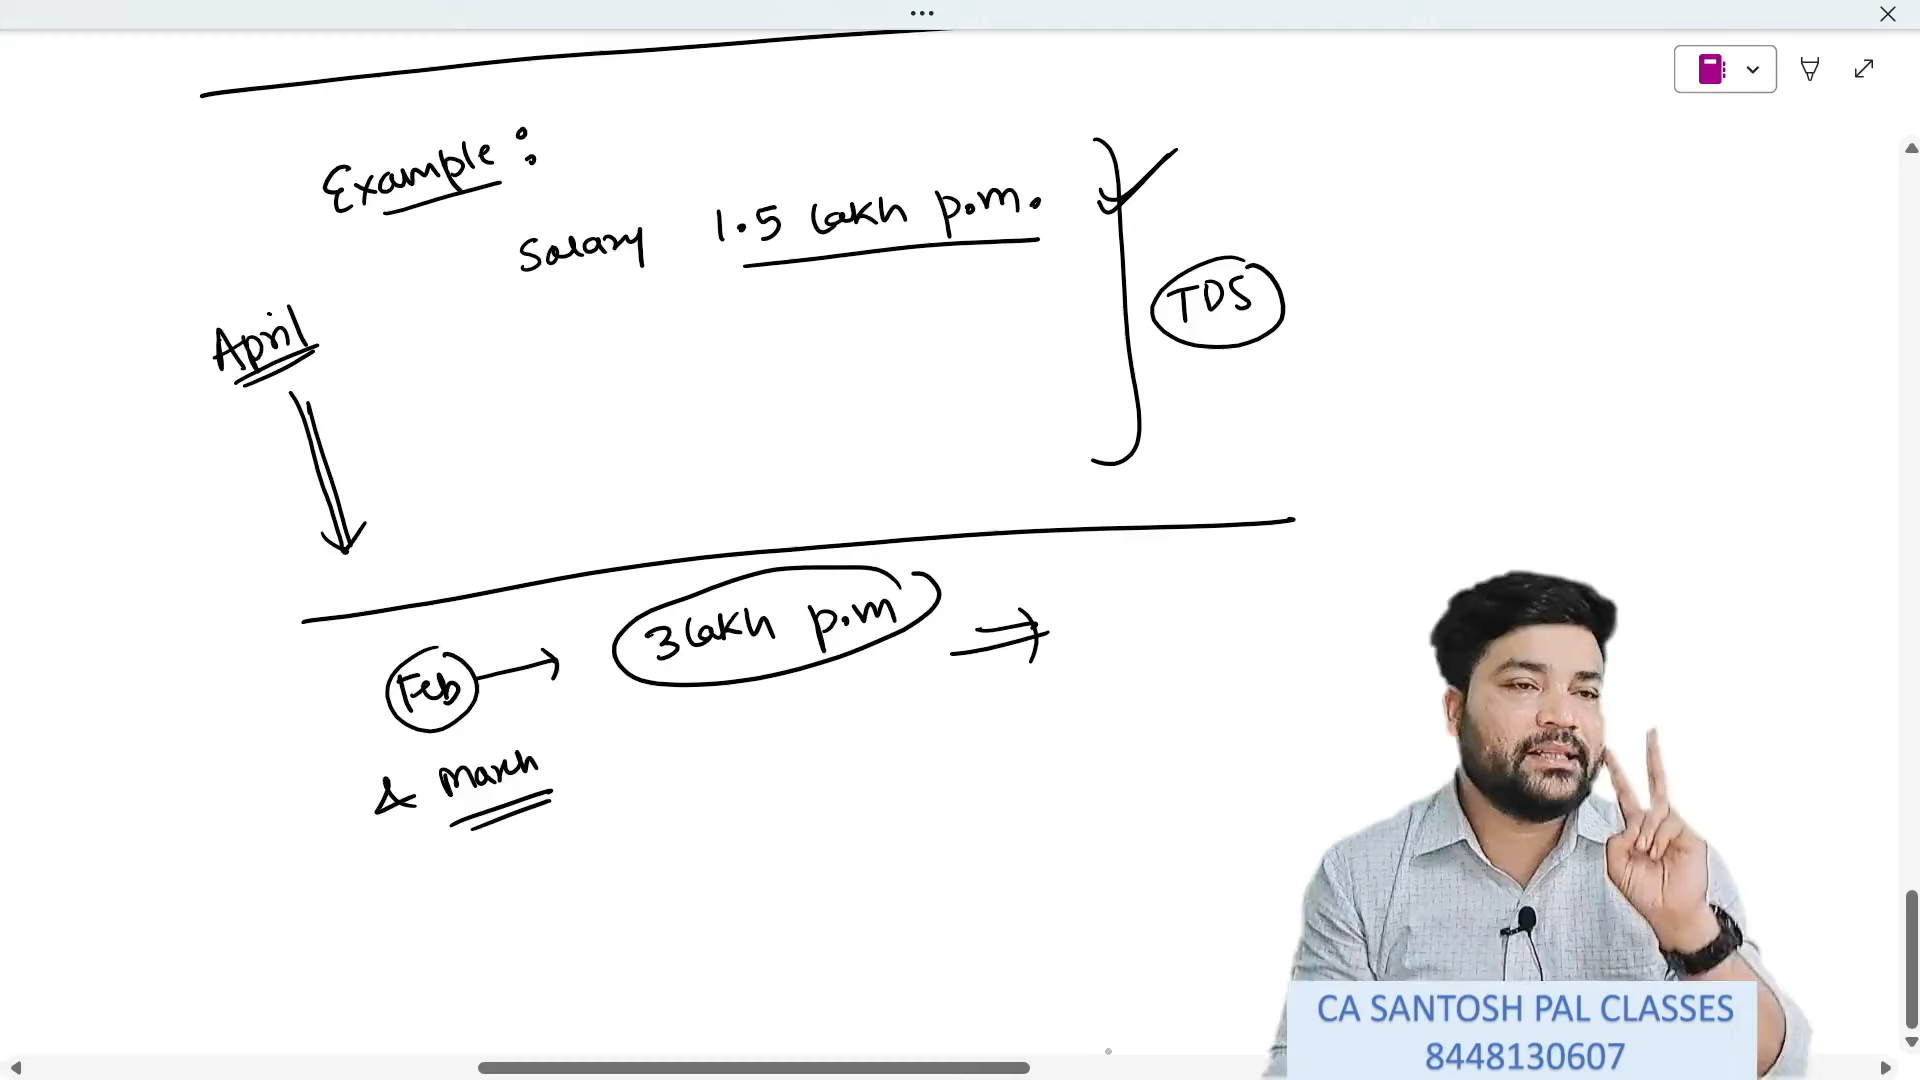 Example :
Salary 1.5 lakh p.m.
TDS
April
Feb → 3 lakh p.m ⇒
& March
CA SANTOSH PAL CLASSES
8448130607